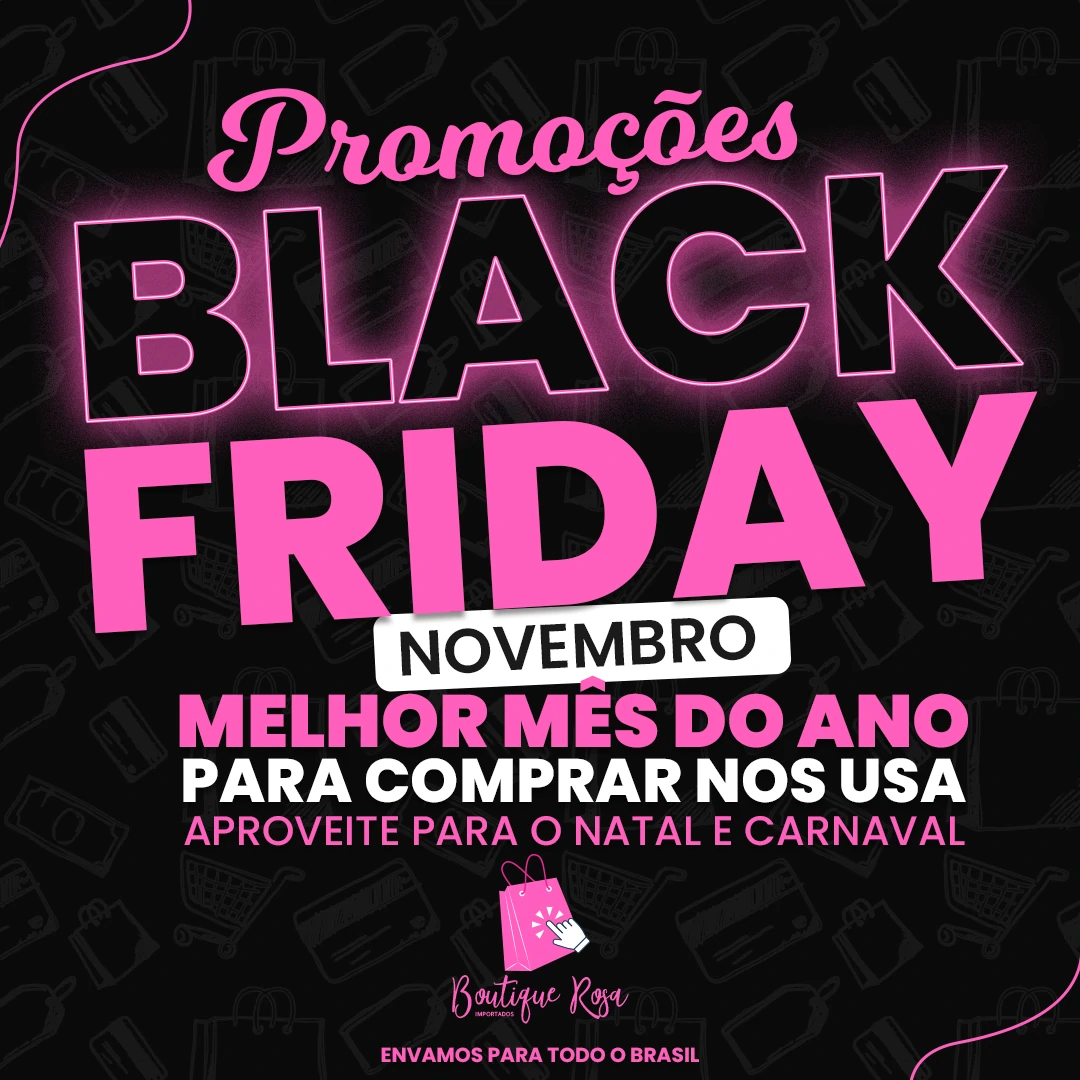 Promoções
BLACK
FRIDAY
NOVEMBRO
MELHOR MÊS DO ANO
PARA COMPRAR NOS USA
APROVEITE PARA O NATAL E CARNAVAL
Boutique Rosa
IMPORTADOS
ENVAMOS PARA TODO O BRASIL